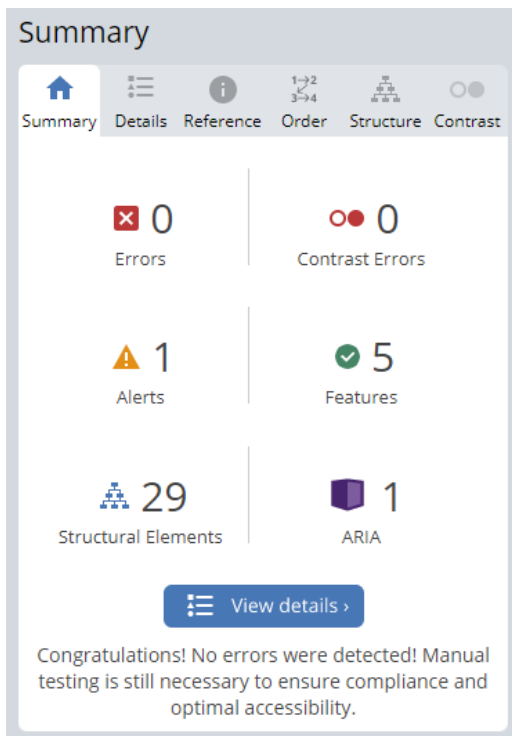 Summary
1→2
3→4
Summary Details Reference Order Structure Contrast
0 0
Errors Contrast Errors
1 5
Alerts Features
29 1
Structural Elements ARIA
View details ›
Congratulations! No errors were detected! Manual
testing is still necessary to ensure compliance and
optimal accessibility.